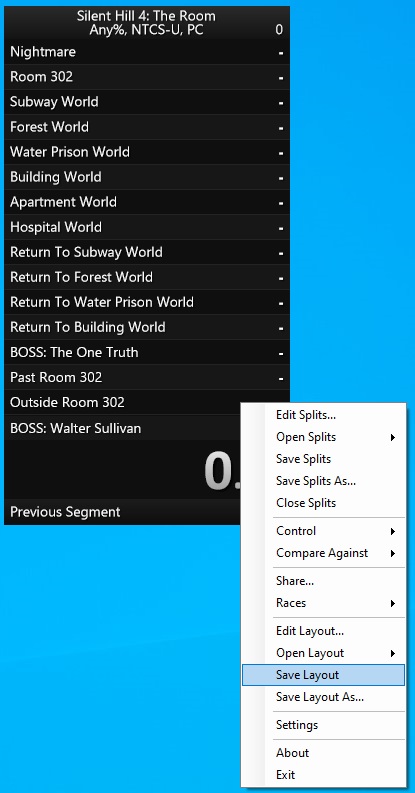 Silent Hill 4: The Room
Any%, NTCS-U, PC 0
Nightmare -
Room 302 -
Subway World -
Forest World -
Water Prison World -
Building World -
Apartment World -
Hospital World -
Return To Subway World -
Return To Forest World -
Return To Water Prison World -
Return To Building World -
BOSS: The One Truth -
Past Room 302 -
Outside Room 302
BOSS: Walter Sullivan
0.
Previous Segment
Edit Splits...
Open Splits
Save Splits
Save Splits As...
Close Splits
Control
Compare Against
Share...
Races
Edit Layout...
Open Layout
Save Layout
Save Layout As...
Settings
About
Exit